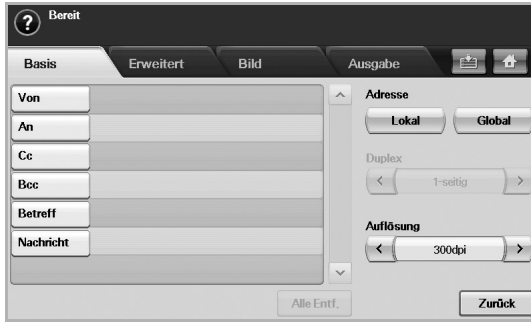 Bereit
Basis Erweitert Bild Ausgabe
Von
An
Cc
Bcc
Betreff
Nachricht
Adresse
Lokal Global
Duplex
1-seitig
Auflösung
300dpi
Alle Entf.
Zurück